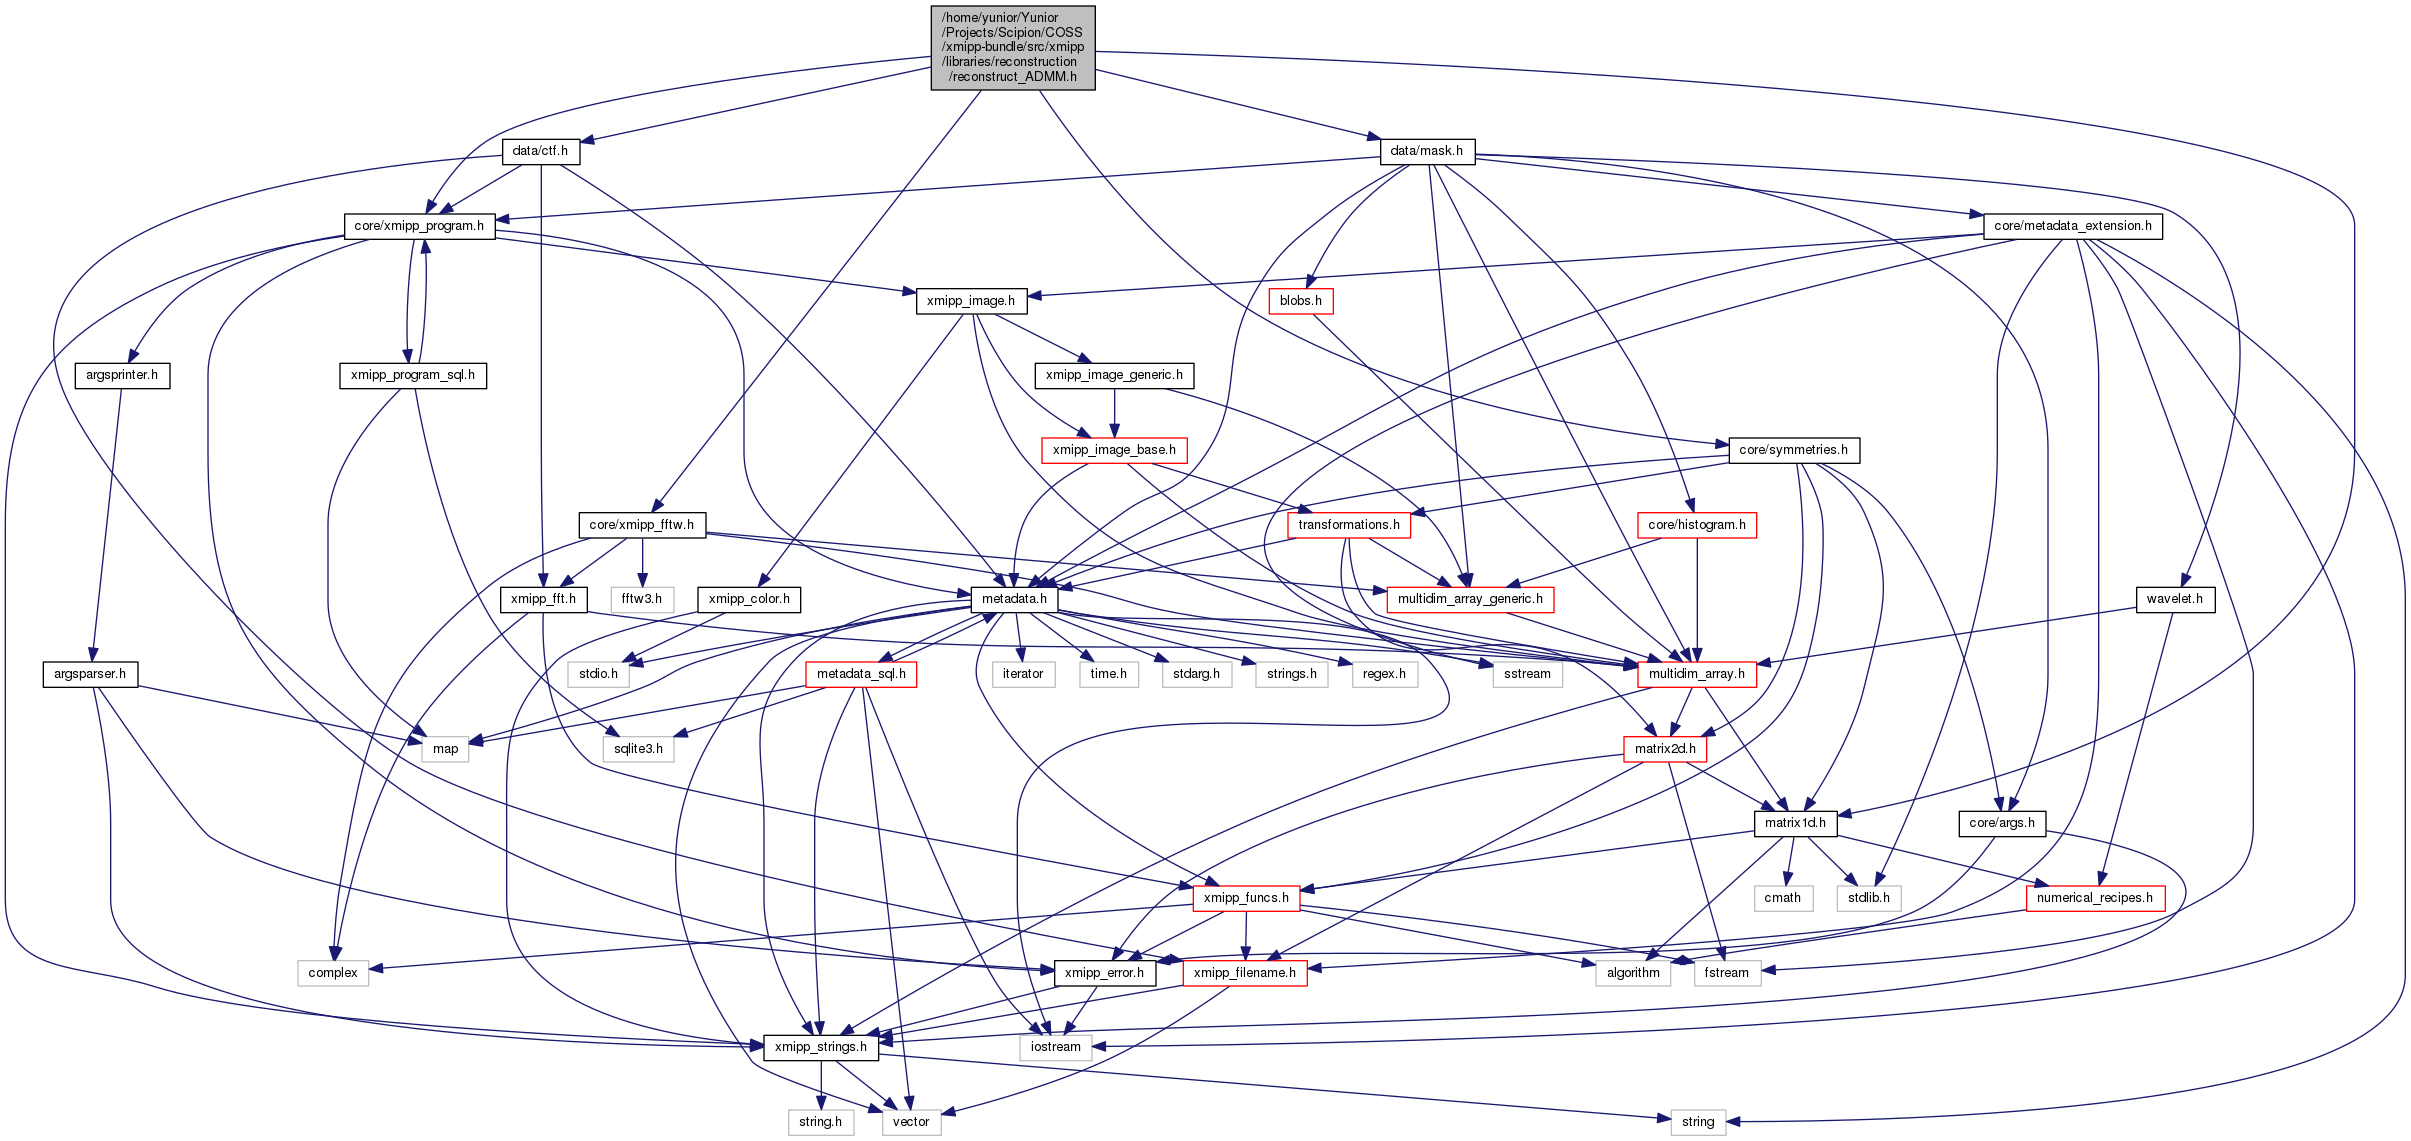 /home/yunior/Yunior
/Projects/Scipion/COSS
/xmipp-bundle/src/xmipp
/libraries/reconstruction
/reconstruct_ADMM.h
data/ctf.h
data/mask.h
core/xmipp_program.h
core/metadata_extension.h
xmipp_image.h
blobs.h
argsprinter.h
xmipp_program_sql.h
xmipp_image_generic.h
xmipp_image_base.h
core/symmetries.h
core/xmipp_fftw.h
transformations.h
core/histogram.h
xmipp_fft.h
fftw3.h
xmipp_color.h
metadata.h
multidim_array_generic.h
wavelet.h
argsparser.h
stdio.h
metadata_sql.h
iterator
time.h
stdarg.h
strings.h
regex.h
sstream
multidim_array.h
map
sqlite3.h
matrix2d.h
matrix1d.h
core/args.h
xmipp_funcs.h
cmath
stdlib.h
numerical_recipes.h
complex
xmipp_error.h
xmipp_filename.h
algorithm
fstream
xmipp_strings.h
iostream
string.h
vector
string